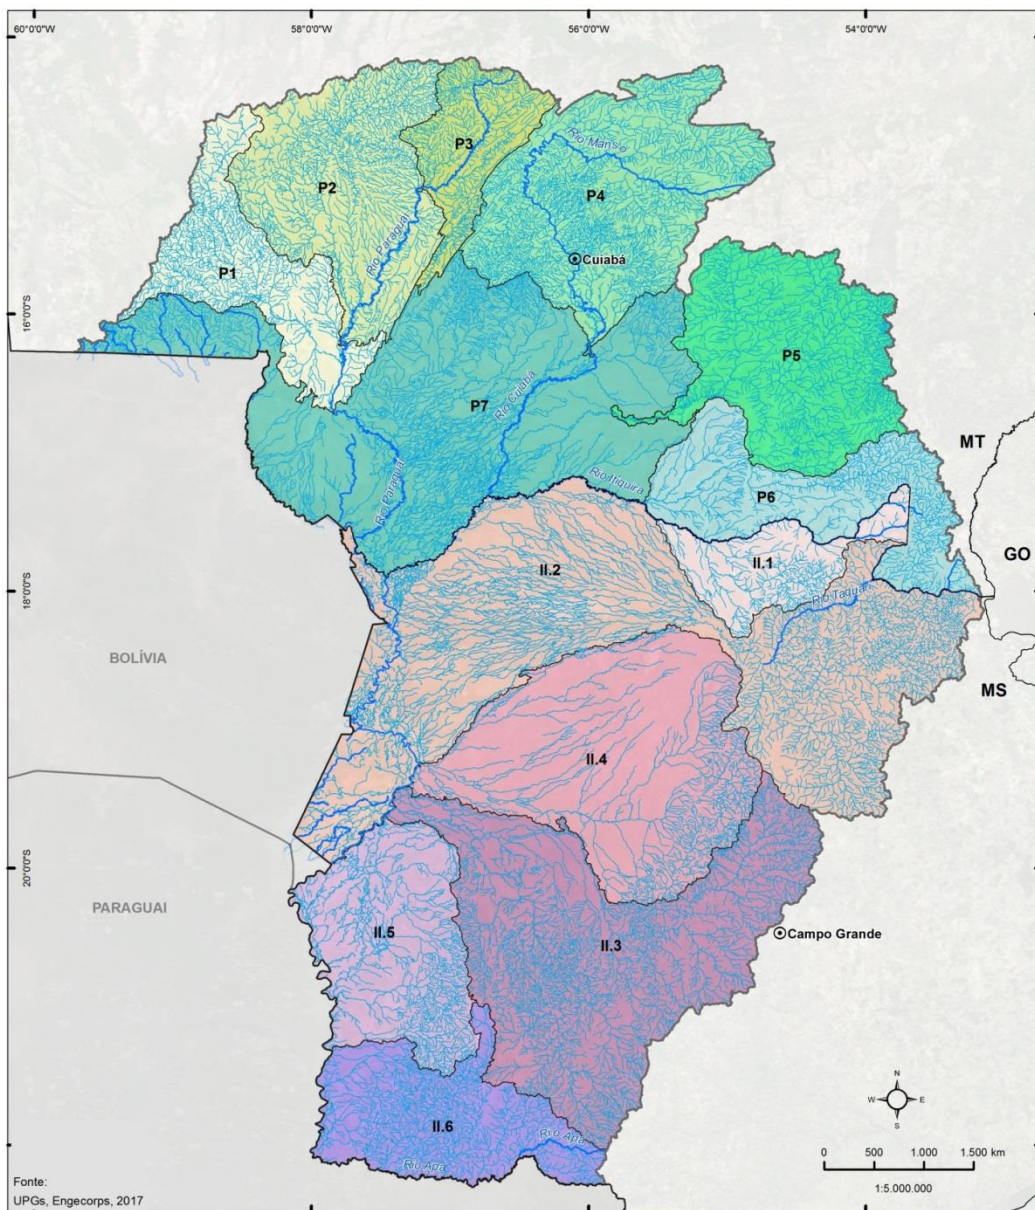 60°0'0"W
58°0'0"W
56°0'0"W
54°0'0"W
P3
Rio Manso
P2
P4
Rio Paraguai
Cuiabá
P1
16°0'0"S
P5
P7
Rio Cuiabá
MT
Rio Itiquira
P6
Rio Paraguai
II.1
GO
II.2
18°0'0"S
Rio Taquari
BOLÍVIA
MS
II.4
20°0'0"S
PARAGUAI
II.5
II.3
Campo Grande
N
W E
S
II.6
Rio Apa
Rio Apa
0 500 1.000 1.500 km
1:5.000.000
Fonte:
UPGs, Engecorps, 2017